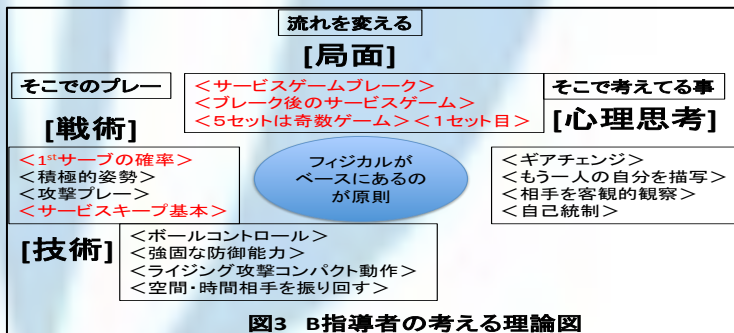 流れを変える
[局面]
そこでのプレー
＜サービスゲームブレーク＞
＜ブレーク後のサービスゲーム＞
＜5セットは奇数ゲーム＞＜1セット目＞
そこで考えてる事
[戦術]
[心理思考]
＜1stサーブの確率＞
＜積極的姿勢＞
＜攻撃プレー＞
＜サービスキープ基本＞
フィジカルが
ベースにあるの
が原則
＜ギアチェンジ＞
＜もう一人の自分を描写＞
＜相手を客観的観察＞
＜自己統制＞
[技術]
＜ボールコントロール＞
＜強固な防御能力＞
＜ライジング攻撃コンパクト動作＞
＜空間・時間相手を振り回す＞
図3 B指導者の考える理論図